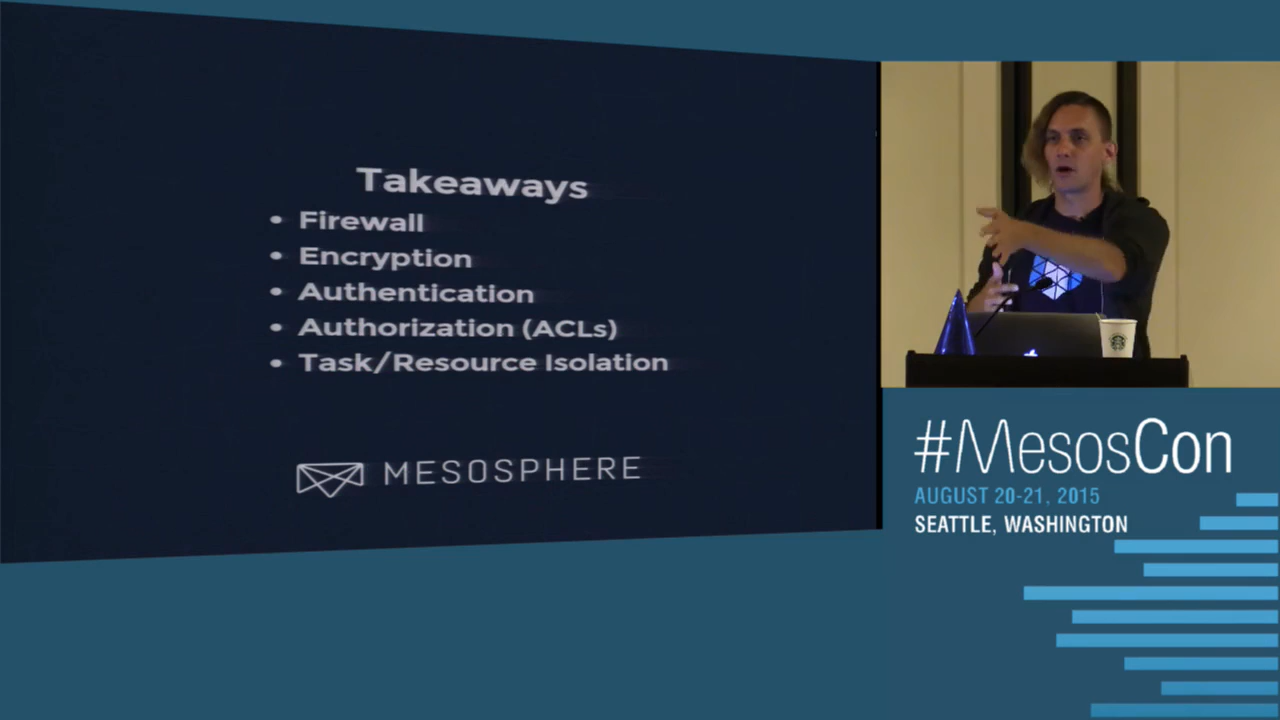 Takeaways
• Firewall
• Encryption
• Authentication
• Authorization (ACLs)
• Task/Resource Isolation
MESOSPHERE
#MesosCon
AUGUST 20-21, 2015
SEATTLE, WASHINGTON